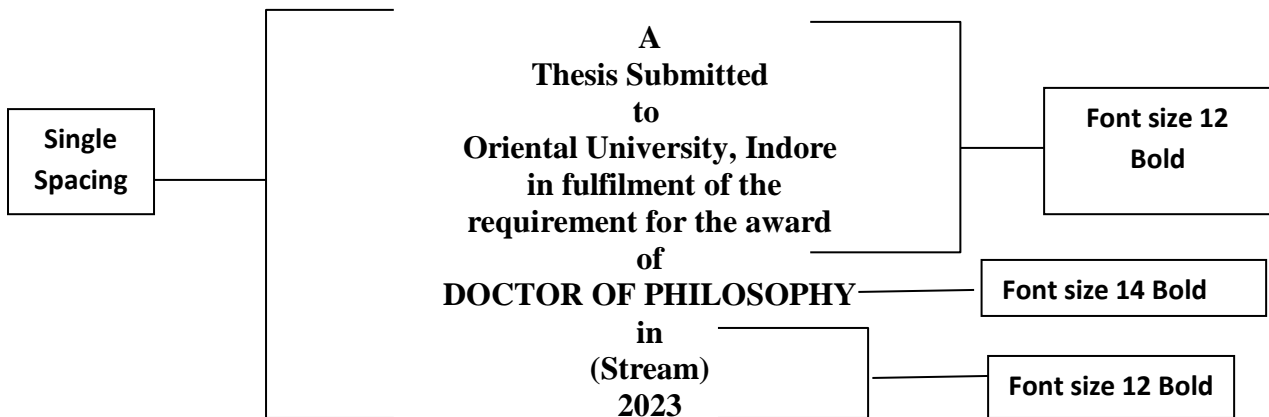 A
Thesis Submitted
to
Oriental University, Indore
in fulfilment of the
requirement for the award
of
DOCTOR OF PHILOSOPHY
in
(Stream)
2023
Single
Spacing
Font size 12
Bold
Font size 14 Bold
Font size 12 Bold